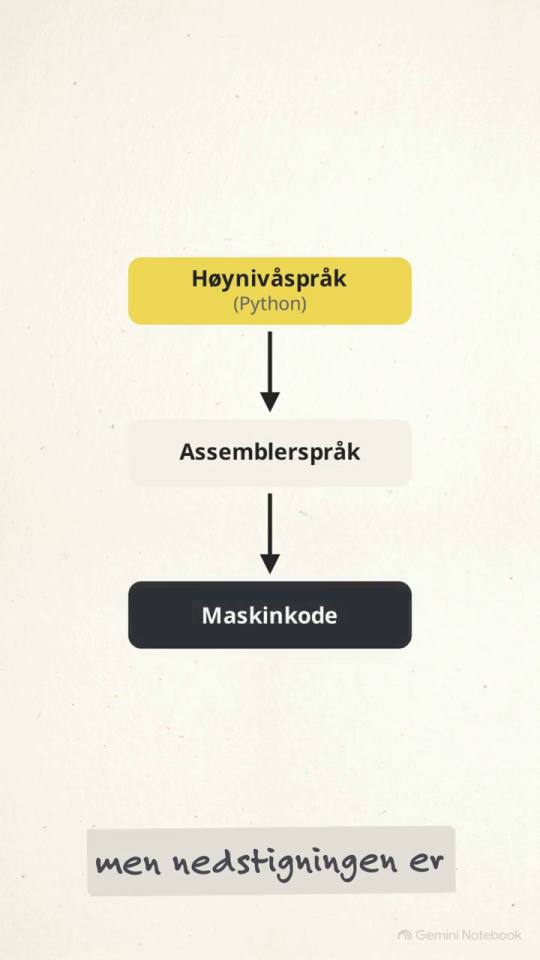 Høynivåspråk
(Python)
Assemblerspråk
Maskinkode
men nedstigningen er
Gemini Notebook